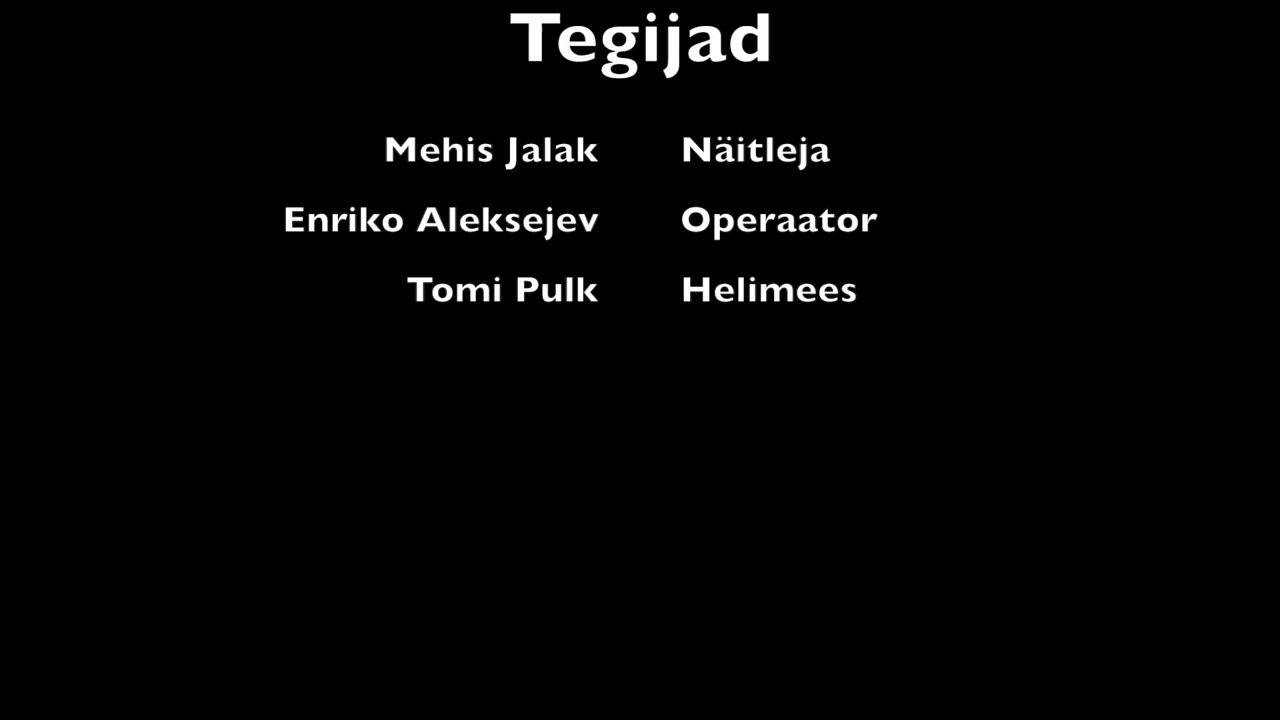 Tegijad
Mehis Jalak Näitleja
Enriko Aleksejev Operaator
Tomi Pulk Helimees